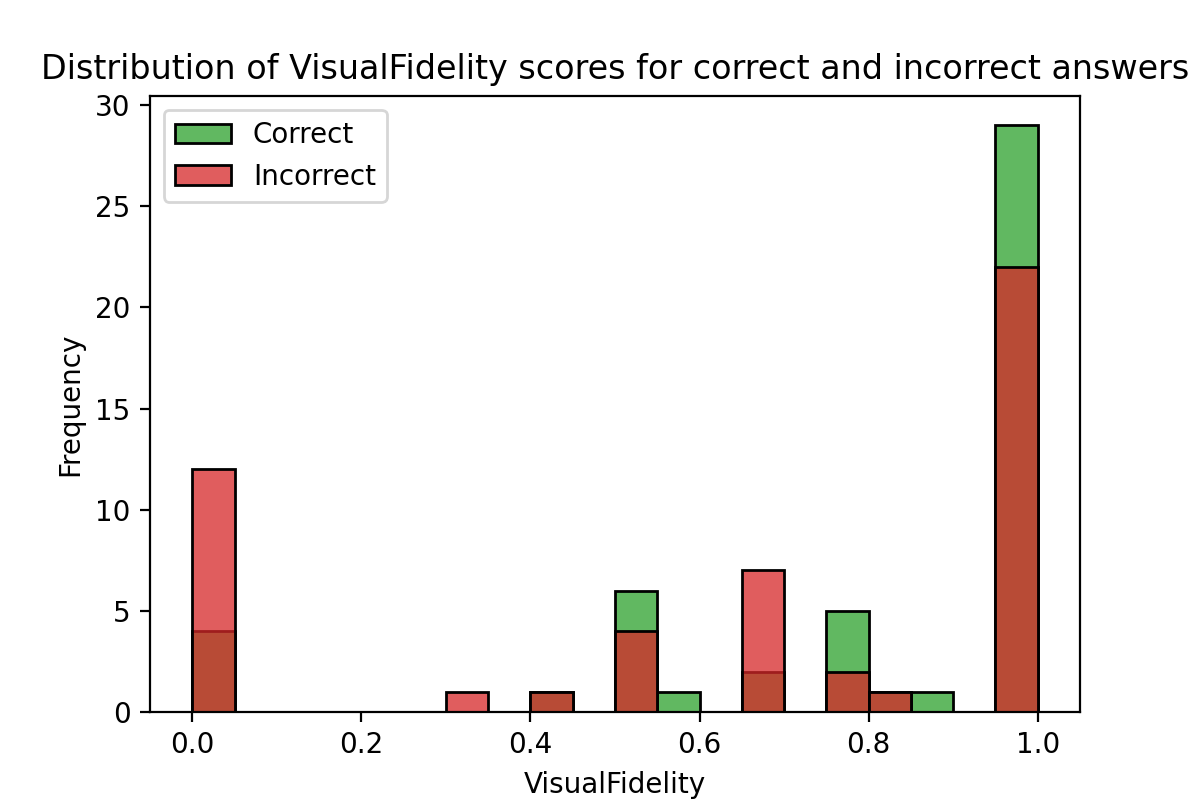 Distribution of VisualFidelity scores for correct and incorrect answers
Correct
Incorrect
Frequency
30
25
20
15
10
5
0
0.0 0.2 0.4 0.6 0.8 1.0
VisualFidelity